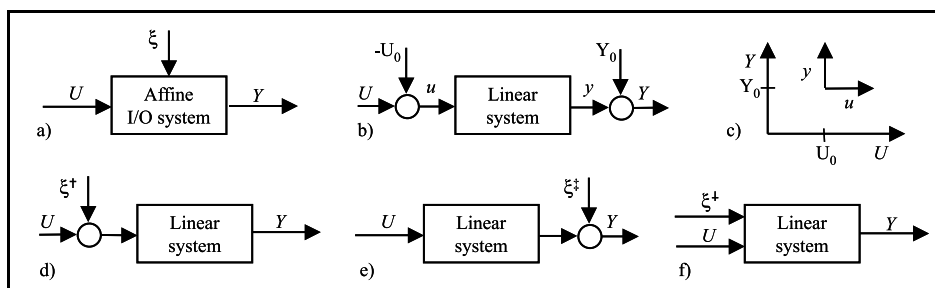 ξ
U
Affine
I/O system
Y
a)
-U₀
U
u
Linear
system
y
Y₀
Y
b)
Y
Y₀
y
u
c)
U₀
U
ξ†
U
Linear
system
Y
d)
U
Linear
system
ξ‡
Y
e)
ξ⸸
U
Linear
system
Y
f)